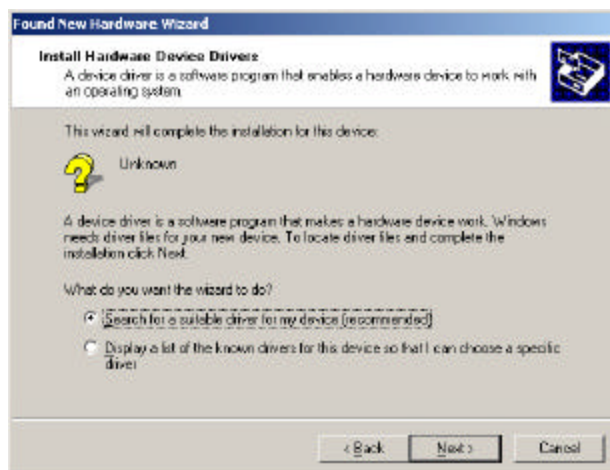 Found New Hardware Wizard
Install Hardware Device Drivers
A device driver is a software program that enables a hardware device to work with
an operating system.
This wizard will complete the installation for this device:
Unknown
A device driver is a software program that makes a hardware device work. Windows
needs driver files for your new device. To locate driver files and complete the
installation click Next.
What do you want the wizard to do?
Search for a suitable driver for my device (recommended)
Display a list of the known drivers for this device so that I can choose a specific
driver
< Back Next > Cancel